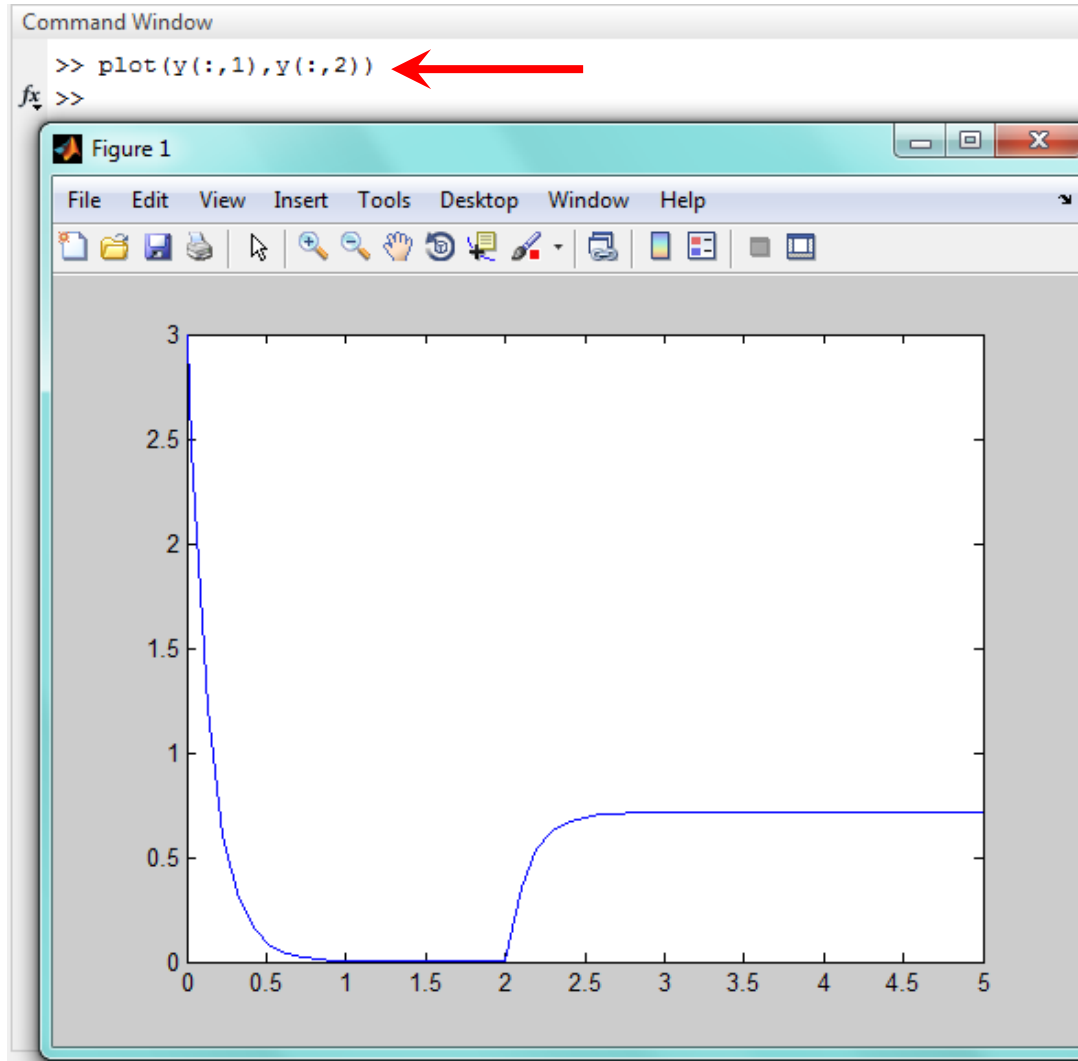 Command Window
>> plot(y(:,1),y(:,2))
fx >>
Figure 1
File Edit View Insert Tools Desktop Window Help
3
2.5
2
1.5
1
0.5
0
0 0.5 1 1.5 2 2.5 3 3.5 4 4.5 5